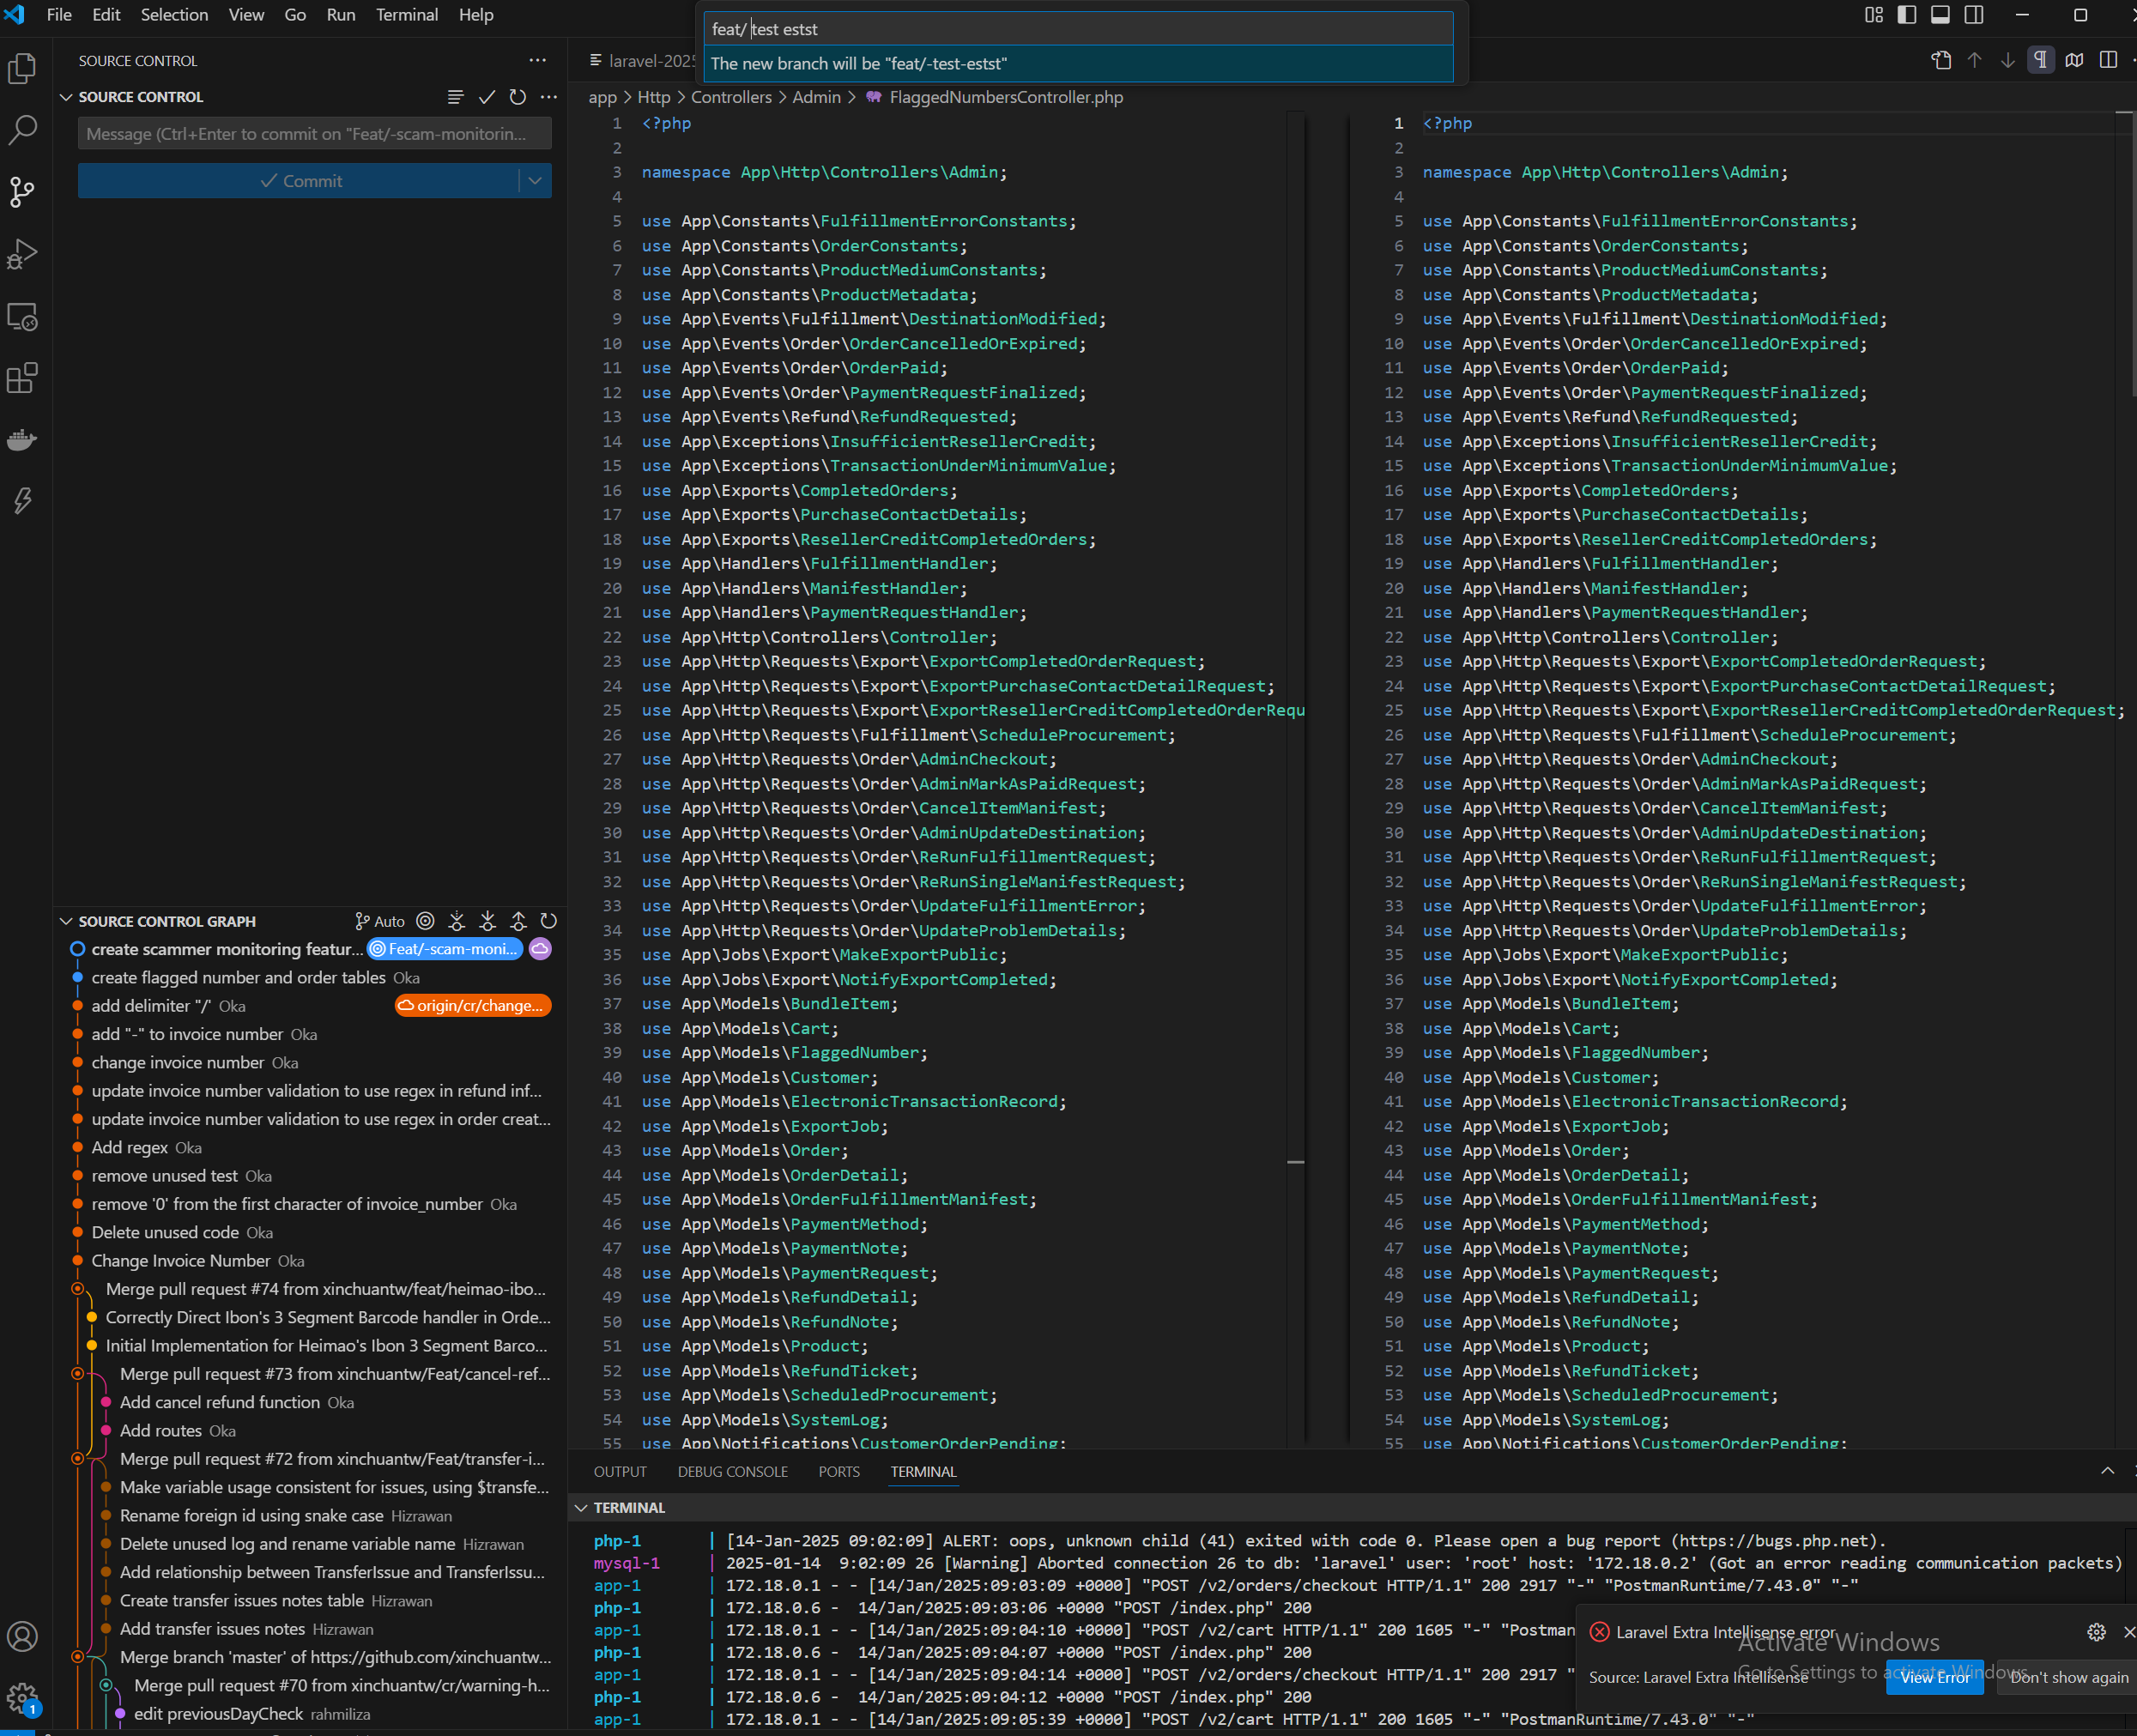 File Edit Selection View Go Run Terminal Help
feat/ test estst
The new branch will be "feat/-test-estst"
SOURCE CONTROL
SOURCE CONTROL
Message (Ctrl+Enter to commit on "Feat/-scam-monitorin...
Commit
SOURCE CONTROL GRAPH Auto
create scammer monitoring featur... Feat/-scam-moni...
create flagged number and order tables Oka
add delimiter "/" Oka origin/cr/change...
add "-" to invoice number Oka
change invoice number Oka
update invoice number validation to use regex in refund inf...
update invoice number validation to use regex in order creat...
Add regex Oka
remove unused test Oka
remove '0' from the first character of invoice_number Oka
Delete unused code Oka
Change Invoice Number Oka
Merge pull request #74 from xinchuantw/feat/heimao-ibo...
Correctly Direct Ibon's 3 Segment Barcode handler in Orde...
Initial Implementation for Heimao's Ibon 3 Segment Barco...
Merge pull request #73 from xinchuantw/Feat/cancel-ref...
Add cancel refund function Oka
Add routes Oka
Merge pull request #72 from xinchuantw/Feat/transfer-i...
Make variable usage consistent for issues, using $transfe...
Rename foreign id using snake case Hizrawan
Delete unused log and rename variable name Hizrawan
Add relationship between TransferIssue and TransferIssu...
Create transfer issues notes table Hizrawan
Add transfer issues notes Hizrawan
Merge branch 'master' of https://github.com/xinchuantw...
Merge pull request #70 from xinchuantw/cr/warning-h...
edit previousDayCheck rahmiliza
1
laravel-2025
app > Http > Controllers > Admin > FlaggedNumbersController.php
1 <?php
2
3 namespace App\Http\Controllers\Admin;
4
5 use App\Constants\FulfillmentErrorConstants;
6 use App\Constants\OrderConstants;
7 use App\Constants\ProductMediumConstants;
8 use App\Constants\ProductMetadata;
9 use App\Events\Fulfillment\DestinationModified;
10 use App\Events\Order\OrderCancelledOrExpired;
11 use App\Events\Order\OrderPaid;
12 use App\Events\Order\PaymentRequestFinalized;
13 use App\Events\Refund\RefundRequested;
14 use App\Exceptions\InsufficientResellerCredit;
15 use App\Exceptions\TransactionUnderMinimumValue;
16 use App\Exports\CompletedOrders;
17 use App\Exports\PurchaseContactDetails;
18 use App\Exports\ResellerCreditCompletedOrders;
19 use App\Handlers\FulfillmentHandler;
20 use App\Handlers\ManifestHandler;
21 use App\Handlers\PaymentRequestHandler;
22 use App\Http\Controllers\Controller;
23 use App\Http\Requests\Export\ExportCompletedOrderRequest;
24 use App\Http\Requests\Export\ExportPurchaseContactDetailRequest;
25 use App\Http\Requests\Export\ExportResellerCreditCompletedOrderRequ
26 use App\Http\Requests\Fulfillment\ScheduleProcurement;
27 use App\Http\Requests\Order\AdminCheckout;
28 use App\Http\Requests\Order\AdminMarkAsPaidRequest;
29 use App\Http\Requests\Order\CancelItemManifest;
30 use App\Http\Requests\Order\AdminUpdateDestination;
31 use App\Http\Requests\Order\ReRunFulfillmentRequest;
32 use App\Http\Requests\Order\ReRunSingleManifestRequest;
33 use App\Http\Requests\Order\UpdateFulfillmentError;
34 use App\Http\Requests\Order\UpdateProblemDetails;
35 use App\Jobs\Export\MakeExportPublic;
36 use App\Jobs\Export\NotifyExportCompleted;
37 use App\Models\BundleItem;
38 use App\Models\Cart;
39 use App\Models\FlaggedNumber;
40 use App\Models\Customer;
41 use App\Models\ElectronicTransactionRecord;
42 use App\Models\ExportJob;
43 use App\Models\Order;
44 use App\Models\OrderDetail;
45 use App\Models\OrderFulfillmentManifest;
46 use App\Models\PaymentMethod;
47 use App\Models\PaymentNote;
48 use App\Models\PaymentRequest;
49 use App\Models\RefundDetail;
50 use App\Models\RefundNote;
51 use App\Models\Product;
52 use App\Models\RefundTicket;
53 use App\Models\ScheduledProcurement;
54 use App\Models\SystemLog;
55 use App\Notifications\CustomerOrderPending;
1 <?php
2
3 namespace App\Http\Controllers\Admin;
4
5 use App\Constants\FulfillmentErrorConstants;
6 use App\Constants\OrderConstants;
7 use App\Constants\ProductMediumConstants;
8 use App\Constants\ProductMetadata;
9 use App\Events\Fulfillment\DestinationModified;
10 use App\Events\Order\OrderCancelledOrExpired;
11 use App\Events\Order\OrderPaid;
12 use App\Events\Order\PaymentRequestFinalized;
13 use App\Events\Refund\RefundRequested;
14 use App\Exceptions\InsufficientResellerCredit;
15 use App\Exceptions\TransactionUnderMinimumValue;
16 use App\Exports\CompletedOrders;
17 use App\Exports\PurchaseContactDetails;
18 use App\Exports\ResellerCreditCompletedOrders;
19 use App\Handlers\FulfillmentHandler;
20 use App\Handlers\ManifestHandler;
21 use App\Handlers\PaymentRequestHandler;
22 use App\Http\Controllers\Controller;
23 use App\Http\Requests\Export\ExportCompletedOrderRequest;
24 use App\Http\Requests\Export\ExportPurchaseContactDetailRequest;
25 use App\Http\Requests\Export\ExportResellerCreditCompletedOrderRequest;
26 use App\Http\Requests\Fulfillment\ScheduleProcurement;
27 use App\Http\Requests\Order\AdminCheckout;
28 use App\Http\Requests\Order\AdminMarkAsPaidRequest;
29 use App\Http\Requests\Order\CancelItemManifest;
30 use App\Http\Requests\Order\AdminUpdateDestination;
31 use App\Http\Requests\Order\ReRunFulfillmentRequest;
32 use App\Http\Requests\Order\ReRunSingleManifestRequest;
33 use App\Http\Requests\Order\UpdateFulfillmentError;
34 use App\Http\Requests\Order\UpdateProblemDetails;
35 use App\Jobs\Export\MakeExportPublic;
36 use App\Jobs\Export\NotifyExportCompleted;
37 use App\Models\BundleItem;
38 use App\Models\Cart;
39 use App\Models\FlaggedNumber;
40 use App\Models\Customer;
41 use App\Models\ElectronicTransactionRecord;
42 use App\Models\ExportJob;
43 use App\Models\Order;
44 use App\Models\OrderDetail;
45 use App\Models\OrderFulfillmentManifest;
46 use App\Models\PaymentMethod;
47 use App\Models\PaymentNote;
48 use App\Models\PaymentRequest;
49 use App\Models\RefundDetail;
50 use App\Models\RefundNote;
51 use App\Models\Product;
52 use App\Models\RefundTicket;
53 use App\Models\ScheduledProcurement;
54 use App\Models\SystemLog;
55 use App\Notifications\CustomerOrderPending;
OUTPUT DEBUG CONSOLE PORTS TERMINAL
TERMINAL
php-1 | [14-Jan-2025 09:02:09] ALERT: oops, unknown child (41) exited with code 0. Please open a bug report (https://bugs.php.net).
mysql-1 | 2025-01-14 9:02:09 26 [Warning] Aborted connection 26 to db: 'laravel' user: 'root' host: '172.18.0.2' (Got an error reading communication packets)
app-1 | 172.18.0.1 - - [14/Jan/2025:09:03:09 +0000] "POST /v2/orders/checkout HTTP/1.1" 200 2917 "-" "PostmanRuntime/7.43.0" "-"
php-1 | 172.18.0.6 - 14/Jan/2025:09:03:06 +0000 "POST /index.php" 200
app-1 | 172.18.0.1 - - [14/Jan/2025:09:04:10 +0000] "POST /v2/cart HTTP/1.1" 200 1605 "-" "Postman
php-1 | 172.18.0.6 - 14/Jan/2025:09:04:07 +0000 "POST /index.php" 200
app-1 | 172.18.0.1 - - [14/Jan/2025:09:04:14 +0000] "POST /v2/orders/checkout HTTP/1.1" 200 2917 "
php-1 | 172.18.0.6 - 14/Jan/2025:09:04:12 +0000 "POST /index.php" 200
app-1 | 172.18.0.1 - - [14/Jan/2025:09:05:39 +0000] "POST /v2/cart HTTP/1.1" 200 1605 "-" "PostmanRuntime/7.43.0" "-"
Laravel Extra Intellisense error
Source: Laravel Extra Intellisense View Error Don't show again
Activate Windows
Go to Settings to activate Windows.